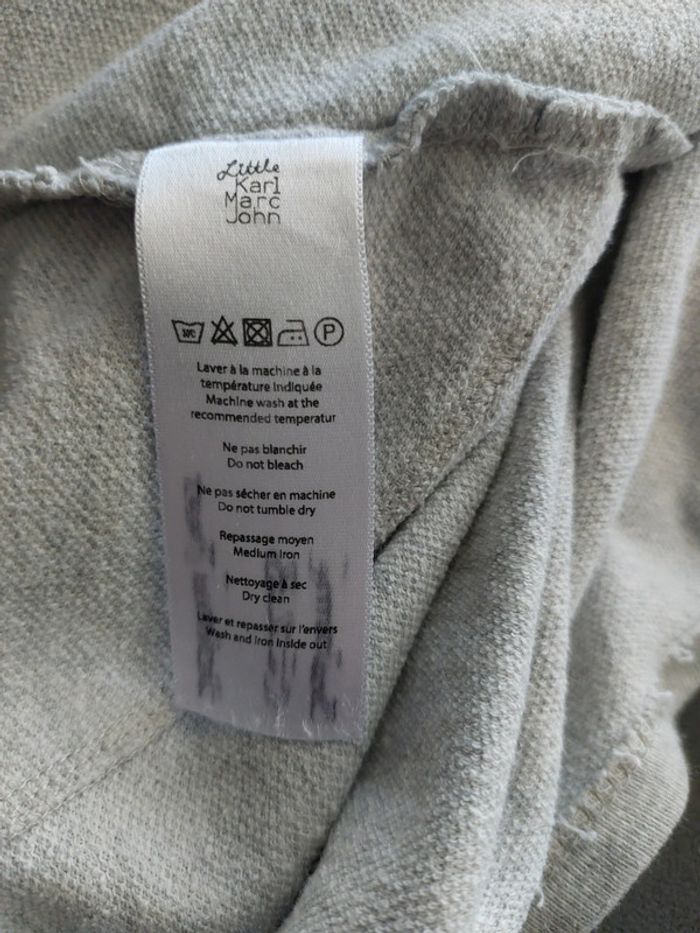 Little
Karl
Marc
John
30°C
P
Laver à la machine à la
température indiquée
Machine wash at the
recommended temperatur
Ne pas blanchir
Do not bleach
Ne pas sécher en machine
Do not tumble dry
Repassage moyen
Medium iron
Nettoyage à sec
Dry clean
Laver et repasser sur l'envers
Wash and iron inside out